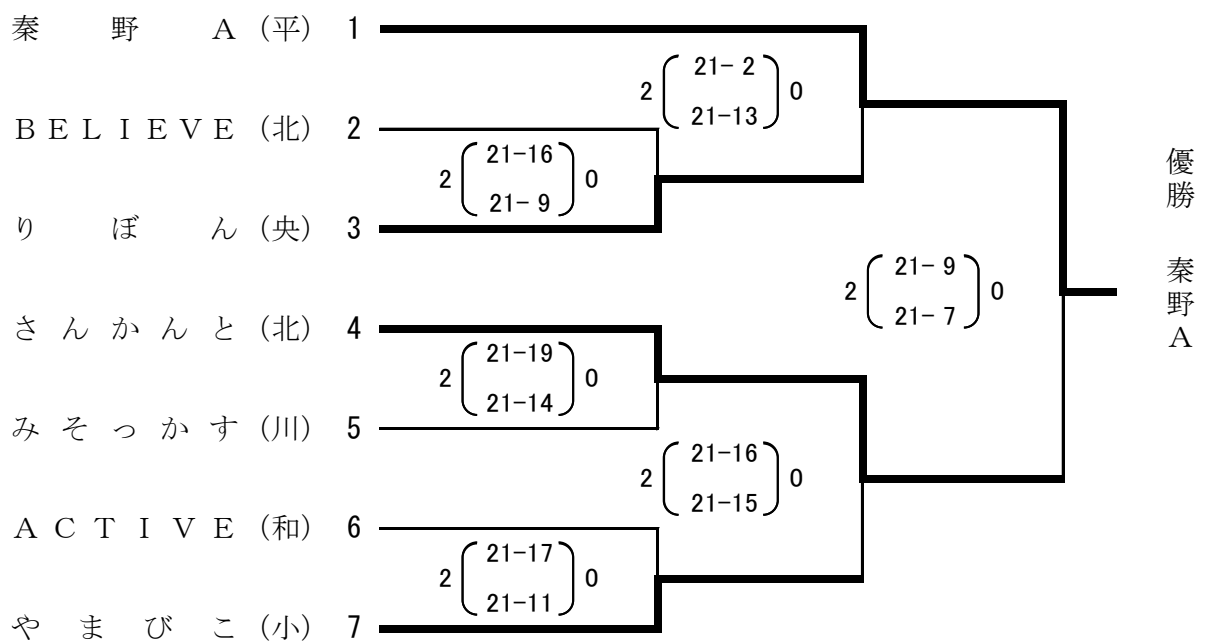 秦野A（平） 1
2 21- 2 0
21-13
BELIEVE（北） 2
2 21-16 0
21- 9
りぼん（央） 3
さんかんと（北） 4
2 21-19 0
21-14
みそっかす（川） 5
2 21-16 0
21-15
ACTIVE（和） 6
2 21-17 0
21-11
やまびこ（小） 7
2 21- 9 0
21- 7
優勝 秦野A